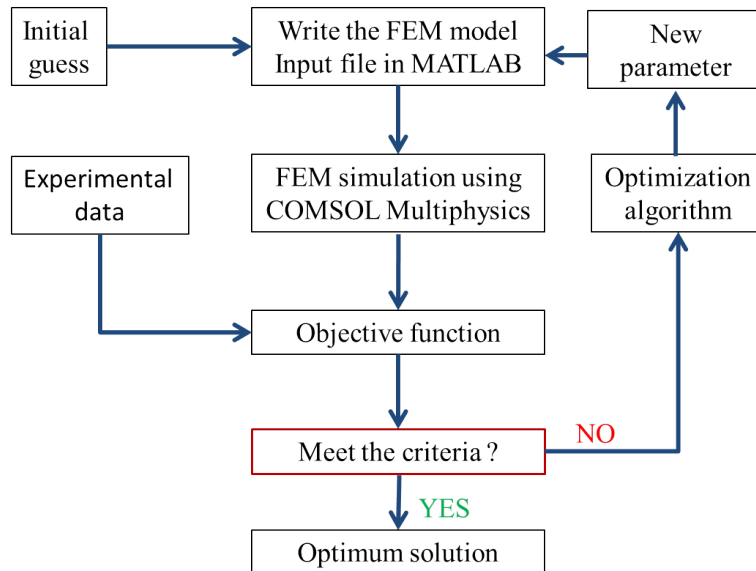 Initial
guess
Write the FEM model
Input file in MATLAB
New
parameter
Experimental
data
FEM simulation using
COMSOL Multiphysics
Optimization
algorithm
Objective function
Meet the criteria ?
NO
YES
Optimum solution